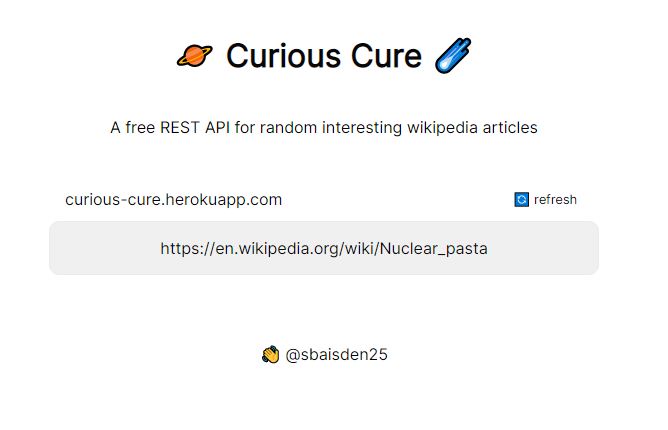 🪐 Curious Cure ☄️
A free REST API for random interesting wikipedia articles
curious-cure.herokuapp.com 🔄 refresh
https://en.wikipedia.org/wiki/Nuclear_pasta
👋 @sbaisden25